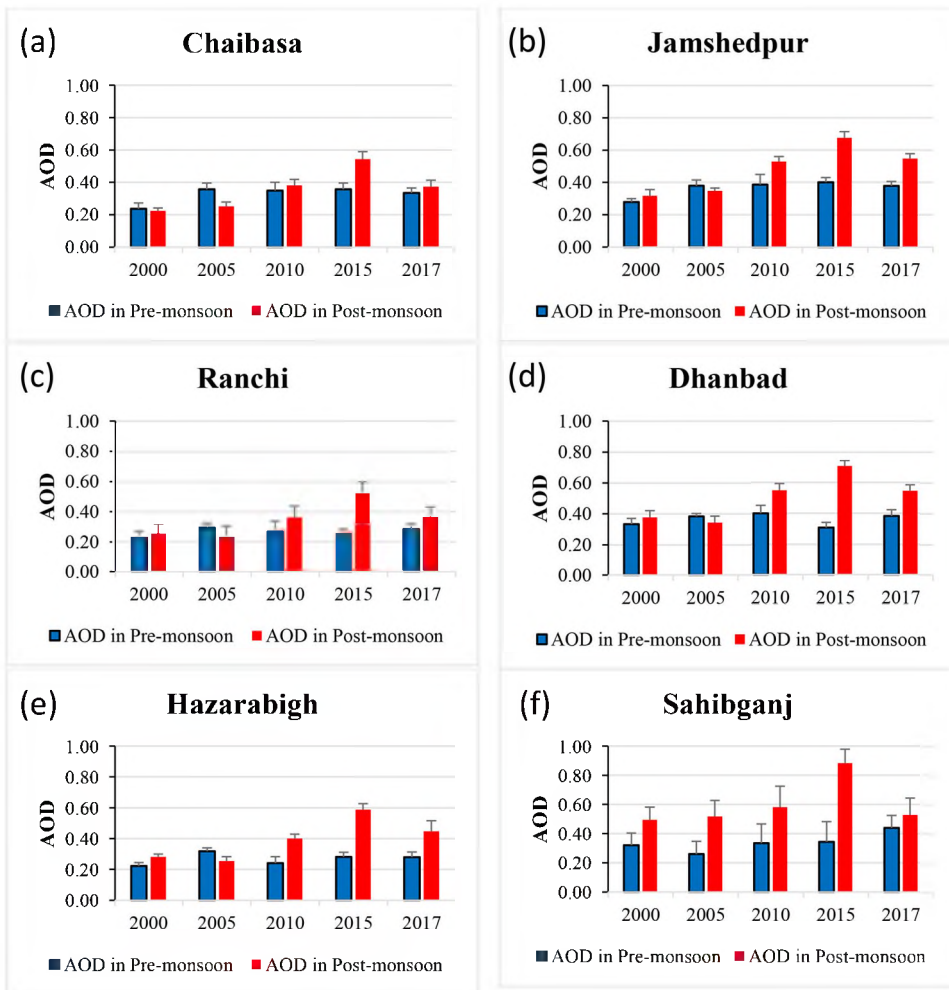 (a) Chaibasa
AOD
1.00
0.80
0.60
0.40
0.20
0.00
2000 2005 2010 2015 2017
AOD in Pre-monsoon AOD in Post-monsoon
(b) Jamshedpur
AOD
1.00
0.80
0.60
0.40
0.20
0.00
2000 2005 2010 2015 2017
AOD in Pre-monsoon AOD in Post-monsoon
(c) Ranchi
AOD
1.00
0.80
0.60
0.40
0.20
0.00
2000 2005 2010 2015 2017
AOD in Pre-monsoon AOD in Post-monsoon
(d) Dhanbad
AOD
1.00
0.80
0.60
0.40
0.20
0.00
2000 2005 2010 2015 2017
AOD in Pre-monsoon AOD in Post-monsoon
(e) Hazarabigh
AOD
1.00
0.80
0.60
0.40
0.20
0.00
2000 2005 2010 2015 2017
AOD in Pre-monsoon AOD in Post-monsoon
(f) Sahibganj
AOD
1.00
0.80
0.60
0.40
0.20
0.00
2000 2005 2010 2015 2017
AOD in Pre-monsoon AOD in Post-monsoon